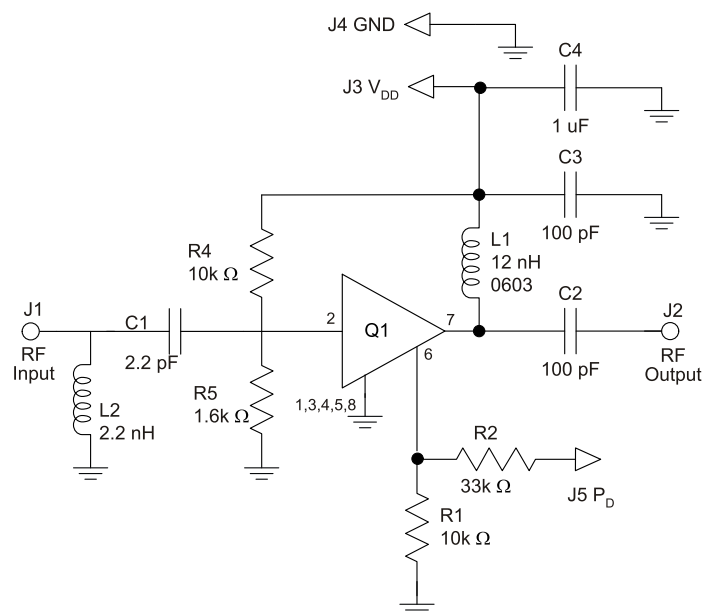 J4 GND
C4
J3 VDD
1 uF
C3
100 pF
R4
10k Ω
L1
12 nH
0603
J1
C1
2
Q1
7
C2
J2
RF
Input
2.2 pF
6
100 pF
RF
Output
R5
1.6k Ω
1,3,4,5,8
L2
2.2 nH
R2
33k Ω
J5 PD
R1
10k Ω